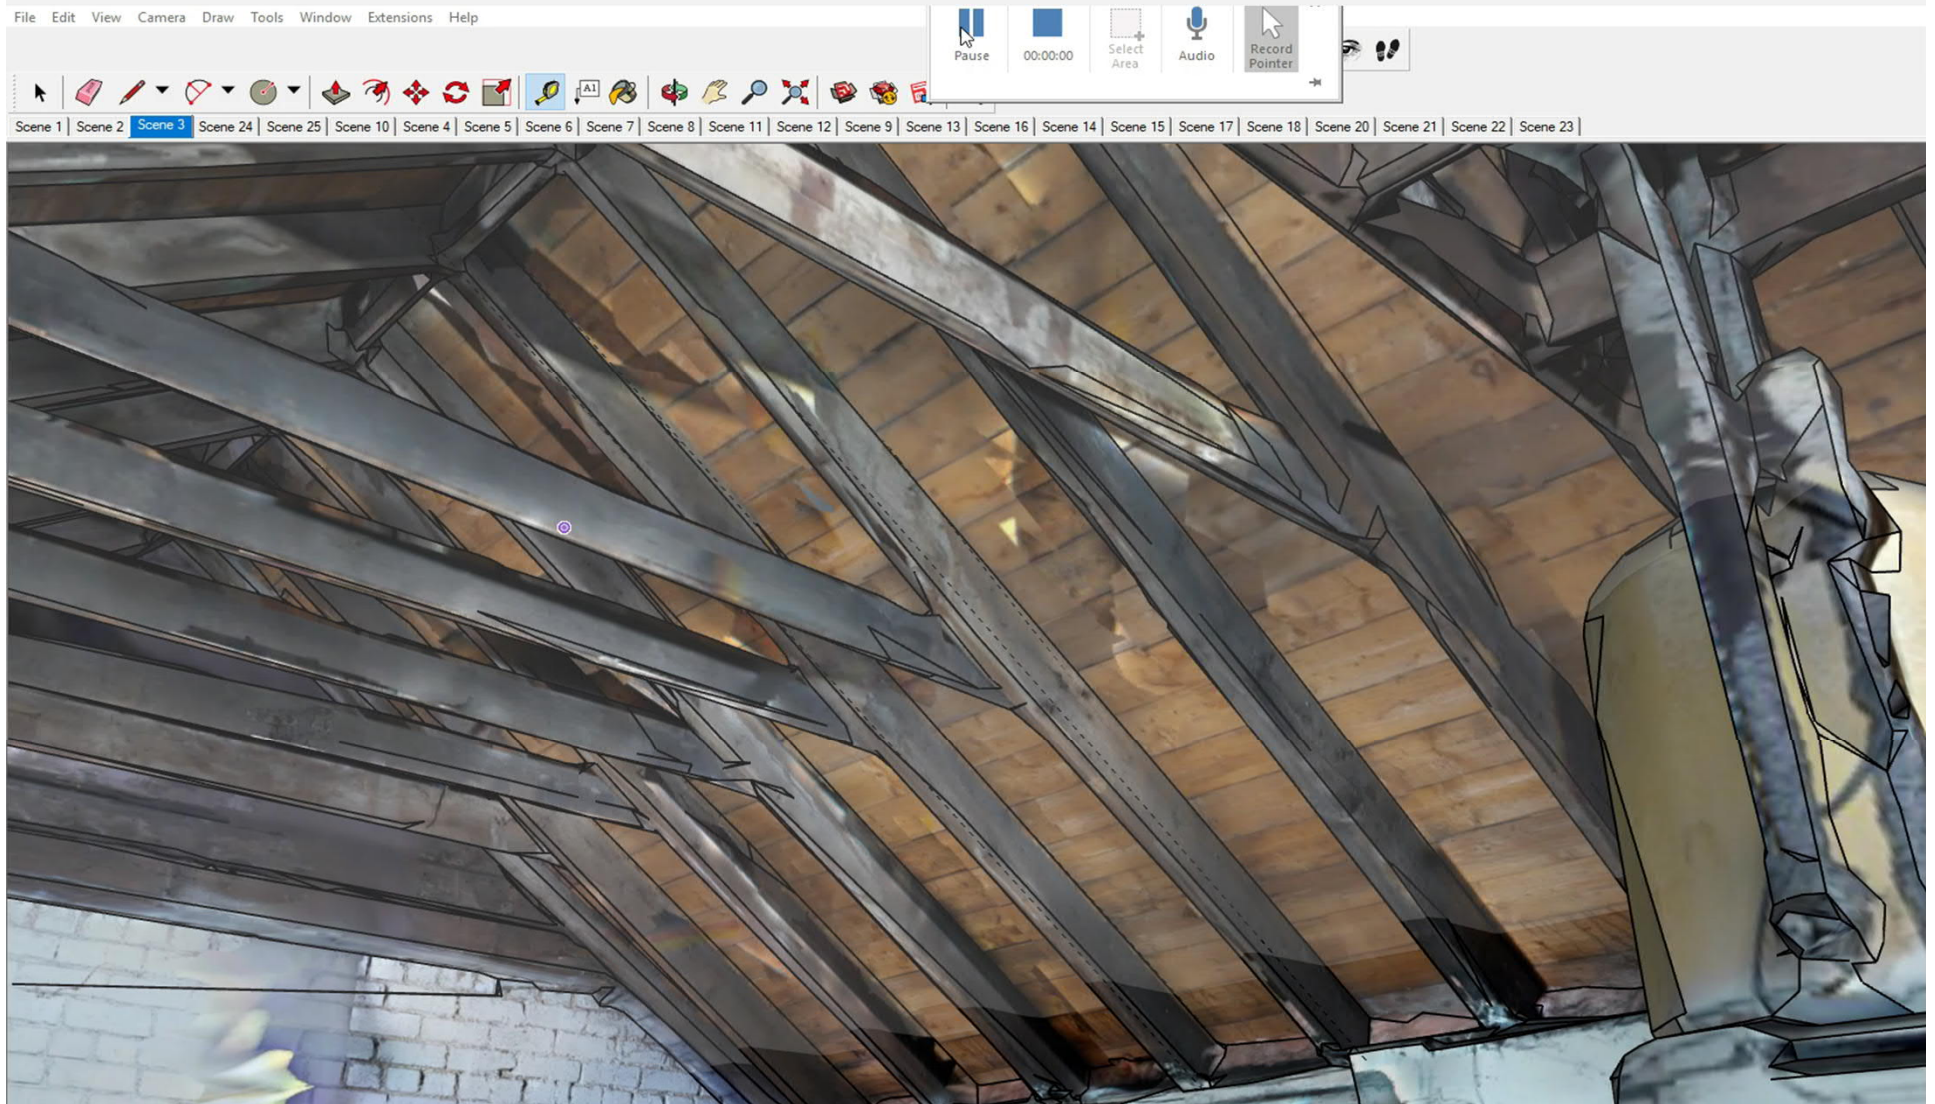 File Edit View Camera Draw Tools Window Extensions Help
Pause 00:00:00 Select Area Audio Record Pointer
A1
Scene 1 Scene 2 Scene 3 Scene 24 Scene 25 Scene 10 Scene 4 Scene 5 Scene 6 Scene 7 Scene 8 Scene 11 Scene 12 Scene 9 Scene 13 Scene 16 Scene 14 Scene 15 Scene 17 Scene 18 Scene 20 Scene 21 Scene 22 Scene 23